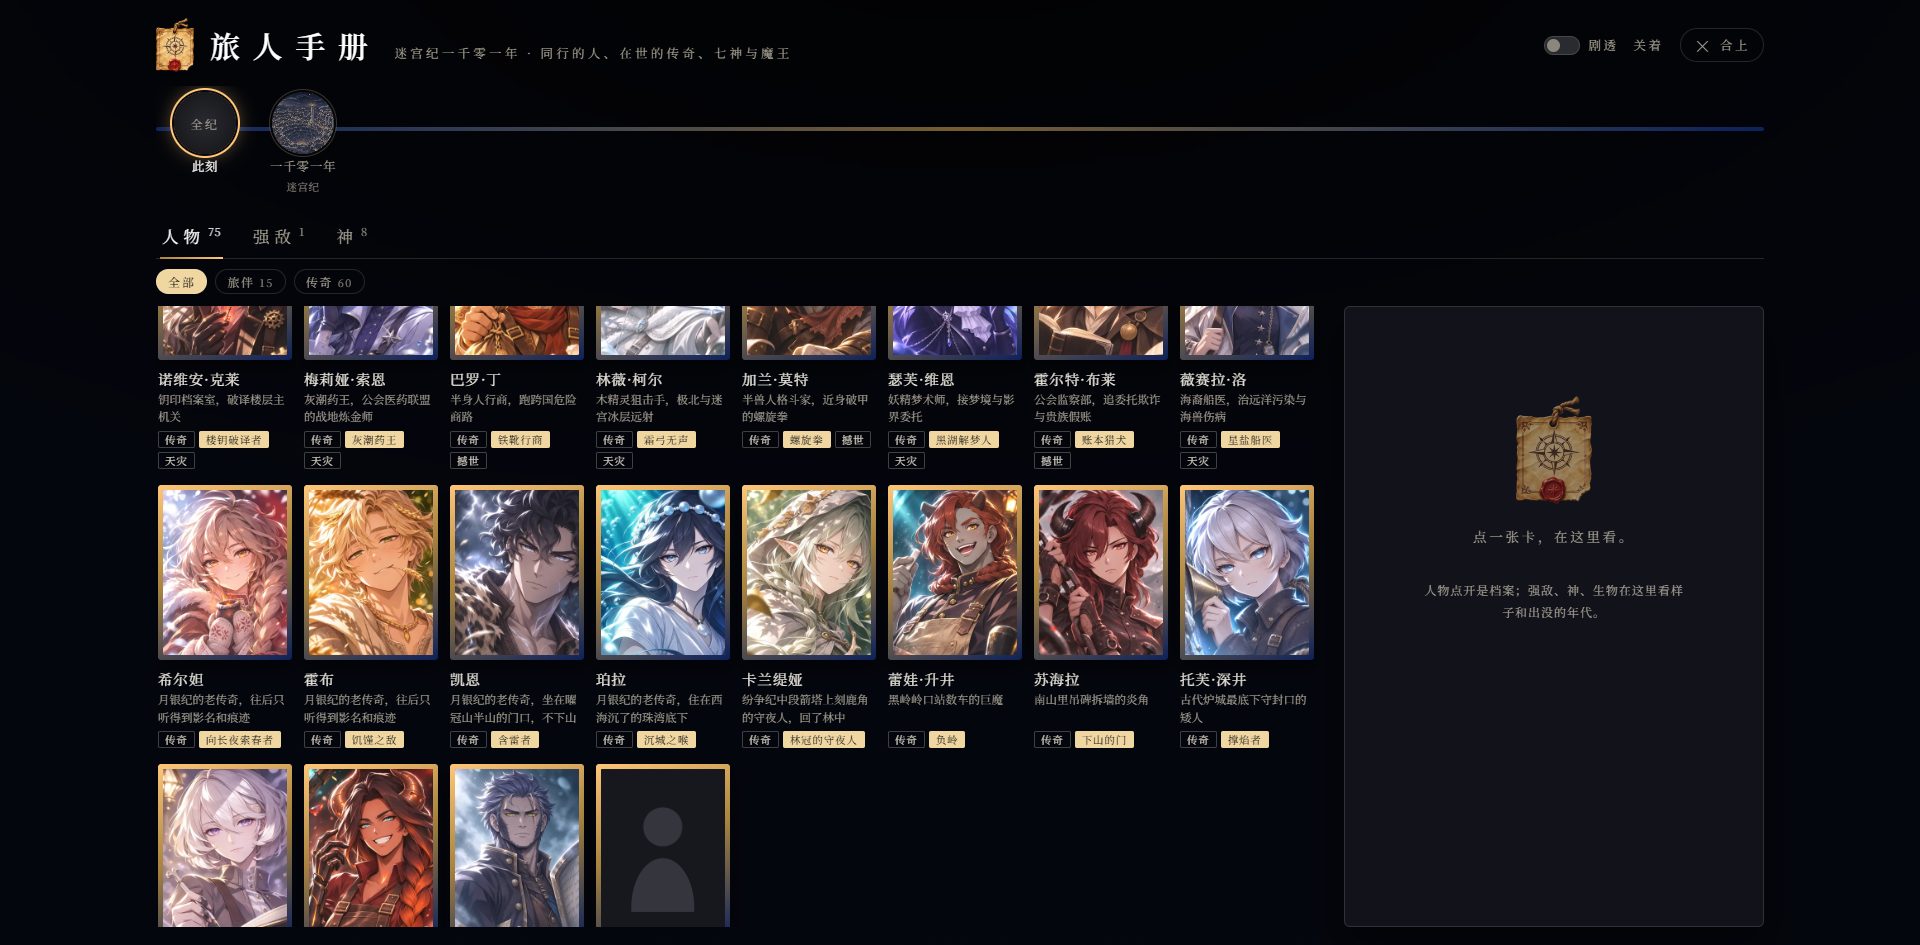 旅人手册
迷宫纪一千零一年 · 同行的人、在世的传奇、七神与魔王
剧透 关着
合上
全纪
此刻
一千零一年
迷宫纪
人物 75
强敌 1
神 8
全部
旅伴 15
传奇 60
诺维安·克莱
钥印档案室，破译楼层主
机关
传奇 楼钥破译者
天灾
梅莉娅·索恩
灰潮药王，公会医药联盟
的战地炼金师
传奇 灰潮药王
天灾
巴罗·丁
半身人行商，跑跨国危险
商路
传奇 铁靴行商
撼世
林薇·柯尔
木精灵狙击手，极北与迷
宫冰层远射
传奇 霜弓无声
天灾
加兰·莫特
半兽人格斗家，近身破甲
的螺旋拳
传奇 螺旋拳 撼世
瑟芙·维恩
妖精梦术师，接梦境与影
界委托
传奇 黑湖解梦人
天灾
霍尔特·布莱
公会监察部，追委托欺诈
与贵族假账
传奇 账本猎犬
撼世
薇赛拉·洛
海裔船医，治远洋污染与
海兽伤病
传奇 星盐船医
天灾
希尔妲
月银纪的老传奇，往后只
听得到影名和痕迹
传奇 向长夜索春者
霍布
月银纪的老传奇，往后只
听得到影名和痕迹
传奇 饥馑之敌
凯恩
月银纪的老传奇，坐在曜
冠山半山的门口，不下山
传奇 含雷者
珀拉
月银纪的老传奇，住在西
海沉了的珠湾底下
传奇 沉城之喉
卡兰缇娅
纷争纪中段箭塔上刻鹿角
的守夜人，回了林中
传奇 林冠的守夜人
蕾娃·升井
黑岭岭口站数车的巨魔
传奇 负岭
苏海拉
南山里吊碑拆墙的炎角
传奇 下山的门
托芙·深井
古代炉城最底下守封口的
矮人
传奇 撑焰者
点一张卡，在这里看。
人物点开是档案；强敌、神、生物在这里看样
子和出没的年代。